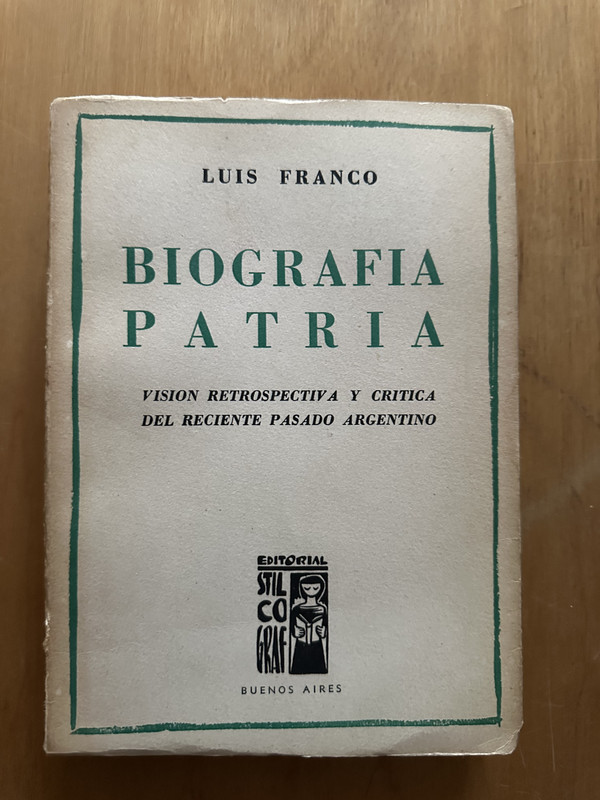 LUIS FRANCO
BIOGRAFIA
PATRIA
VISION RETROSPECTIVA Y CRITICA
DEL RECIENTE PASADO ARGENTINO
EDITORIAL
STIL
CO
GRAF
BUENOS AIRES